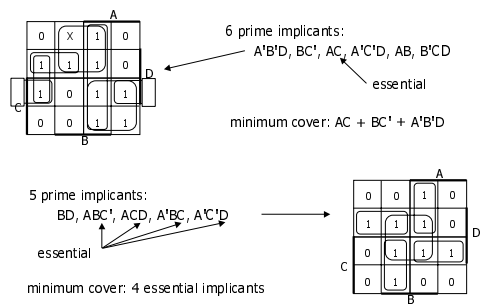 A
0 X 1 0
1 1 1 0
D
1 0 1 1
C
0 0 1 1
B
6 prime implicants:
A'B'D, BC', AC, A'C'D, AB, B'CD
essential
minimum cover: AC + BC' + A'B'D
5 prime implicants:
BD, ABC', ACD, A'BC, A'C'D
essential
minimum cover: 4 essential implicants
A
0 0 1 0
1 1 1 0
D
0 1 1 1
C
0 1 0 0
B